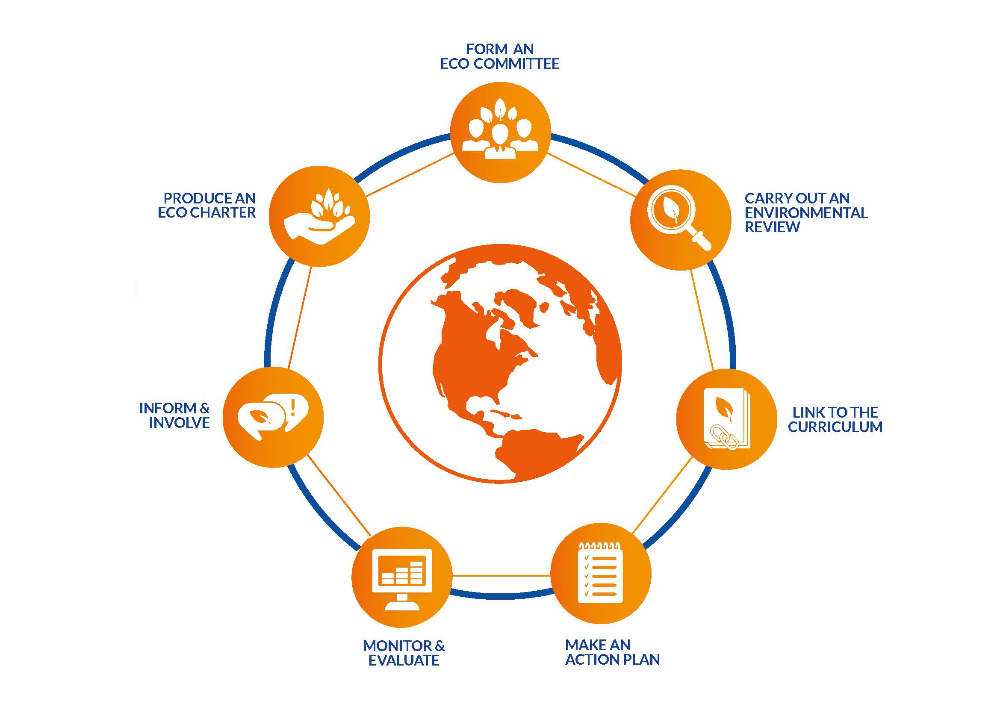 FORM AN
ECO COMMITTEE
CARRY OUT AN
ENVIRONMENTAL
REVIEW
LINK TO THE
CURRICULUM
MAKE AN
ACTION PLAN
MONITOR &
EVALUATE
INFORM &
INVOLVE
PRODUCE AN
ECO CHARTER